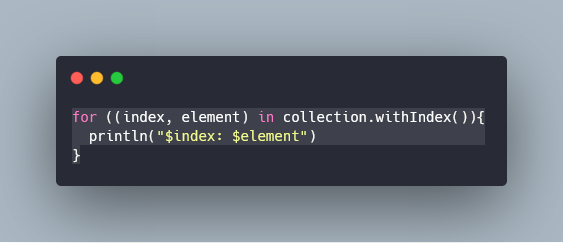 for ((index, element) in collection.withIndex()){
  println("$index: $element")
}